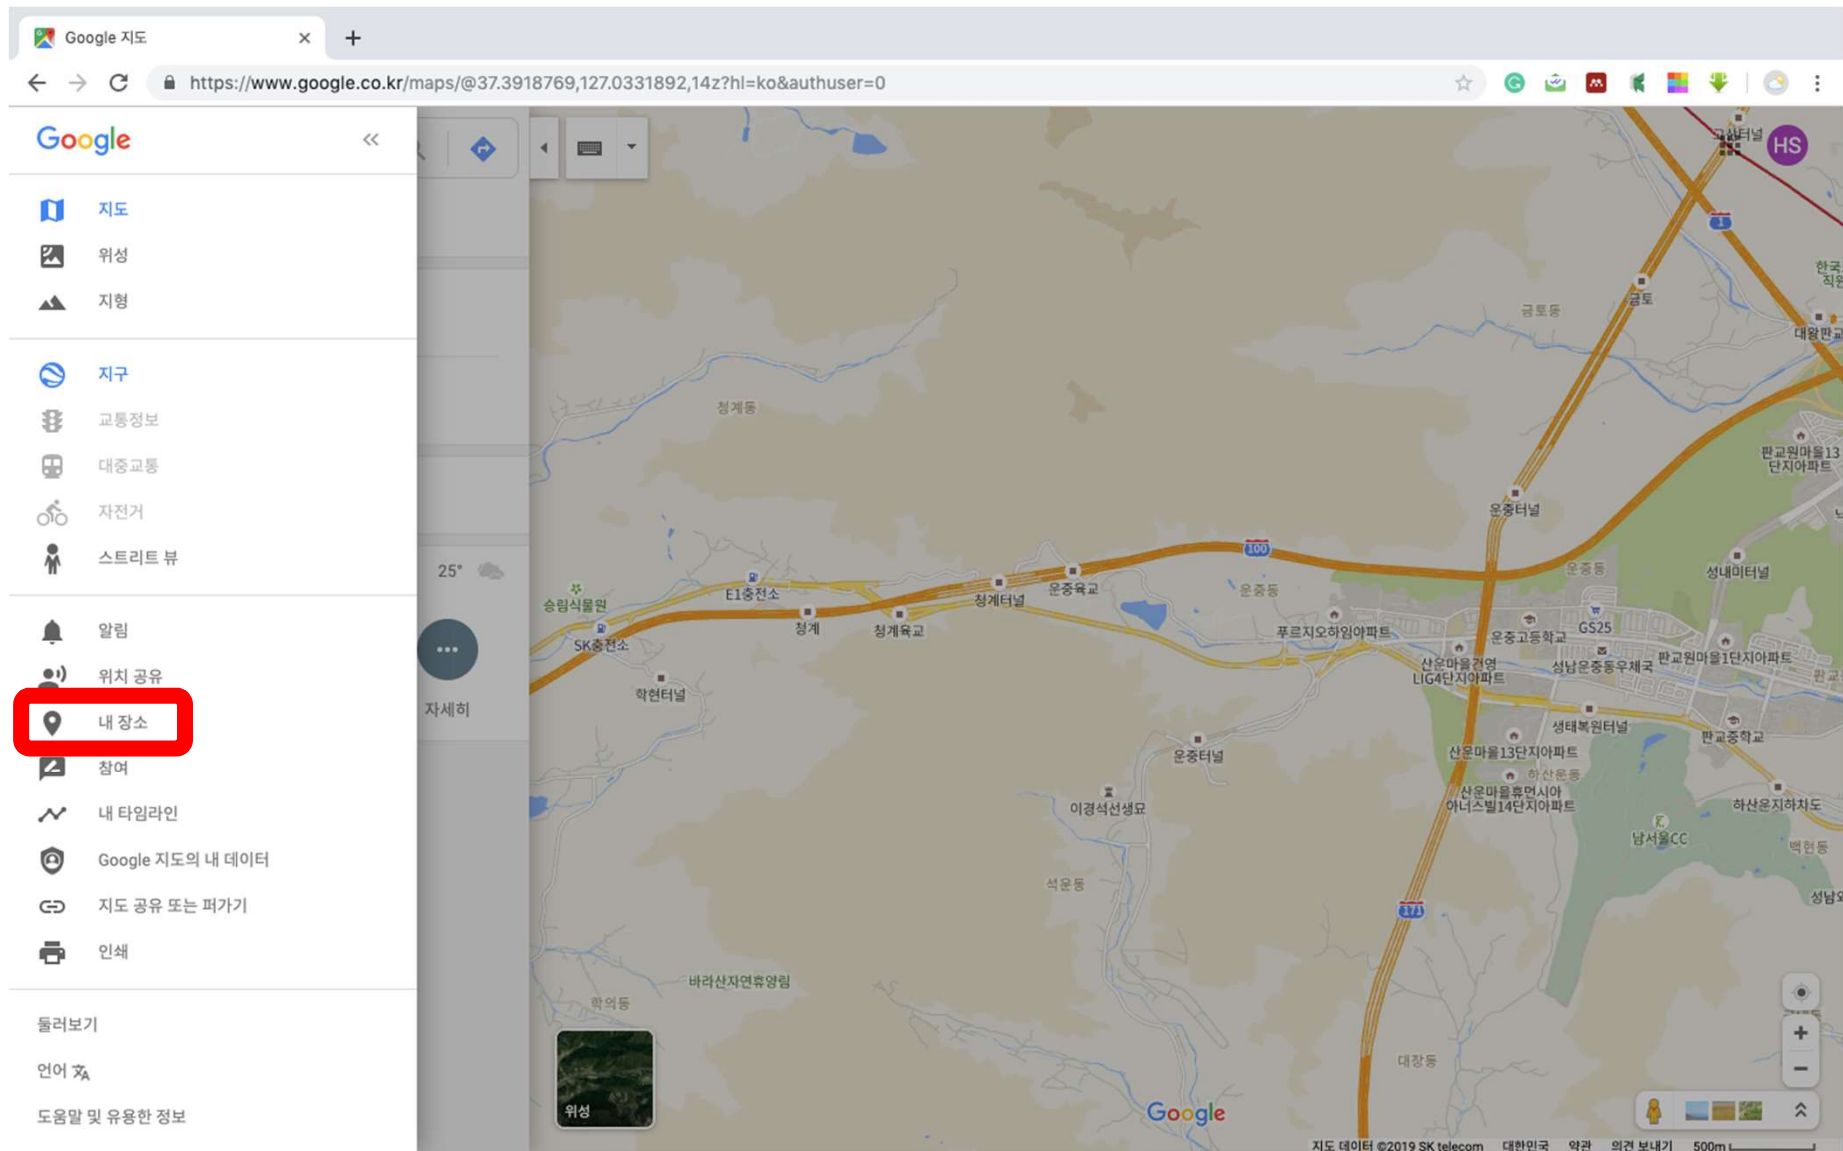 Google 지도
https://www.google.co.kr/maps/@37.3918769,127.0331892,14z?hl=ko&authuser=0
Google
지도
위성
지형
지구
교통정보
대중교통
자전거
스트리트 뷰
알림
위치 공유
내 장소
참여
내 타임라인
Google 지도의 내 데이터
지도 공유 또는 퍼가기
인쇄
둘러보기
언어
도움말 및 유용한 정보
25°
자세히
HS
1
금토
금토동
대왕판교
청계동
판교원마을13
단지아파트
운중터널
100
운중동
성내미터널
E1충전소
승림식물원
SK충전소
청계
청계육교
청계터널
운중육교
운중동
푸르지오하임아파트
운중고등학교
GS25
산운마을건영
LIG4단지아파트
성남운중동우체국
판교원마을1단지아파트
학현터널
생태복원터널
판교중학교
운중터널
산운마을13단지아파트
하산운동
산운마을휴먼시아
아너스빌14단지아파트
하산운지하차도
이경석선생묘
남서울CC
백현동
석운동
171
바라산자연휴양림
학의동
대장동
위성
Google
지도 데이터 ©2019 SK telecom 대한민국 약관 의견 보내기 500m